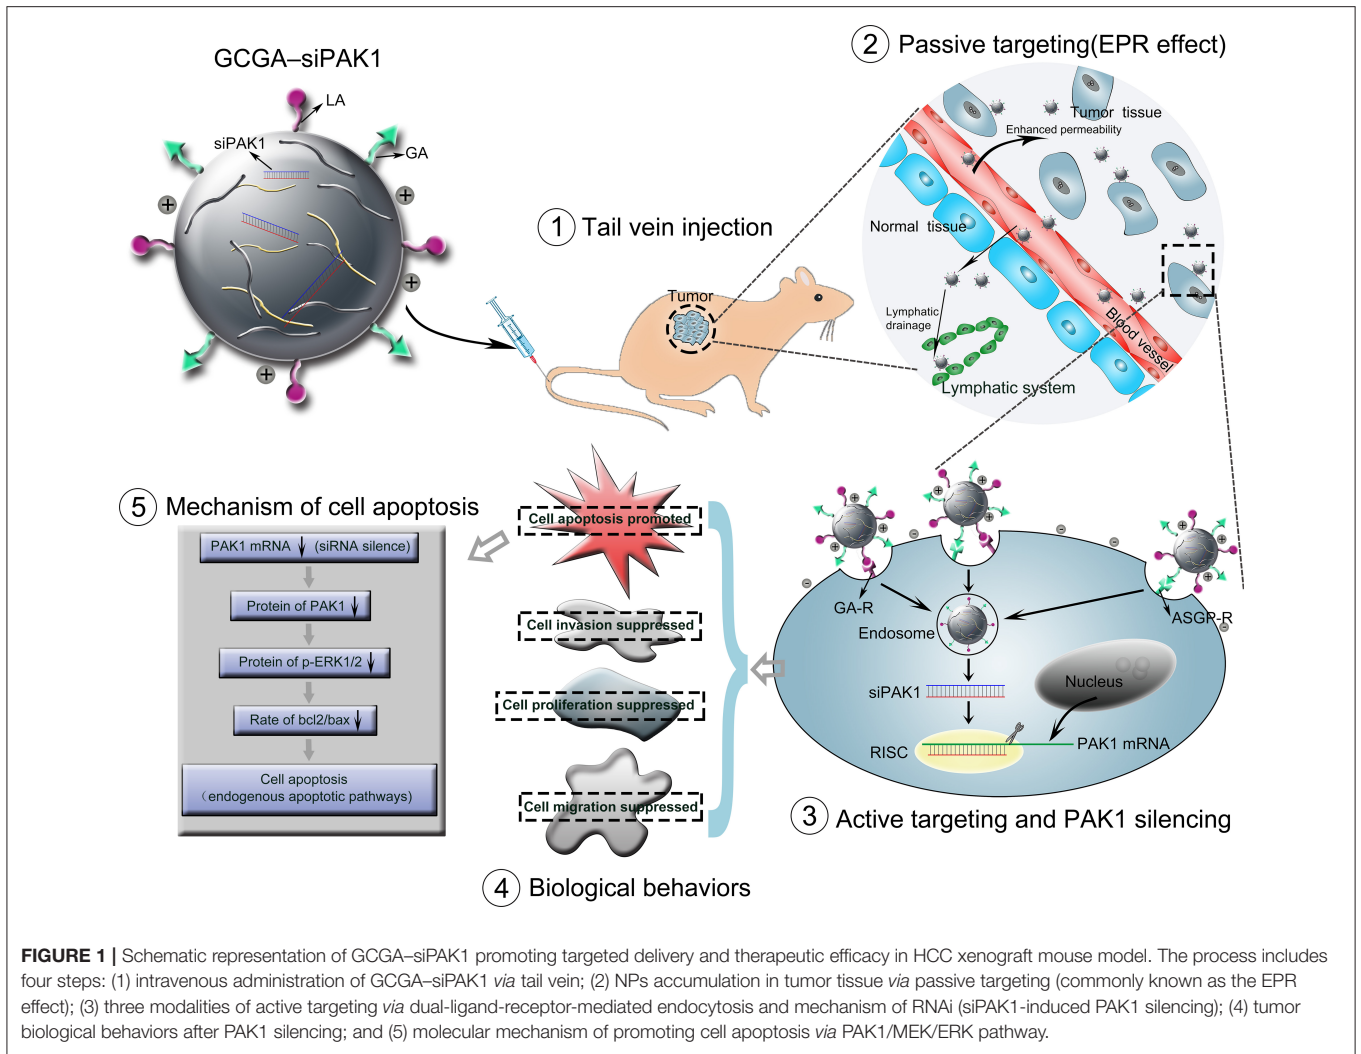 GCGA–siPAK1
LA
siPAK1
GA
+
+
+
1 Tail vein injection
Tumor
2 Passive targeting(EPR effect)
Tumor tissue
Enhanced permeability
Normal tissue
Lymphatic
drainage
Blood vessel
Lymphatic system
5 Mechanism of cell apoptosis
PAK1 mRNA (siRNA silence)
Protein of PAK1
Protein of p-ERK1/2
Rate of bcl2/bax
Cell apoptosis
(endogenous apoptotic pathways)
Cell apoptosis promoted
Cell invasion suppressed
Cell proliferation suppressed
Cell migration suppressed
4 Biological behaviors
GA-R
ASGP-R
Endosome
siPAK1
Nucleus
RISC
PAK1 mRNA
3 Active targeting and PAK1 silencing
FIGURE 1 | Schematic representation of GCGA–siPAK1 promoting targeted delivery and therapeutic efficacy in HCC xenograft mouse model. The process includes
four steps: (1) intravenous administration of GCGA–siPAK1 via tail vein; (2) NPs accumulation in tumor tissue via passive targeting (commonly known as the EPR
effect); (3) three modalities of active targeting via dual-ligand-receptor-mediated endocytosis and mechanism of RNAi (siPAK1-induced PAK1 silencing); (4) tumor
biological behaviors after PAK1 silencing; and (5) molecular mechanism of promoting cell apoptosis via PAK1/MEK/ERK pathway.